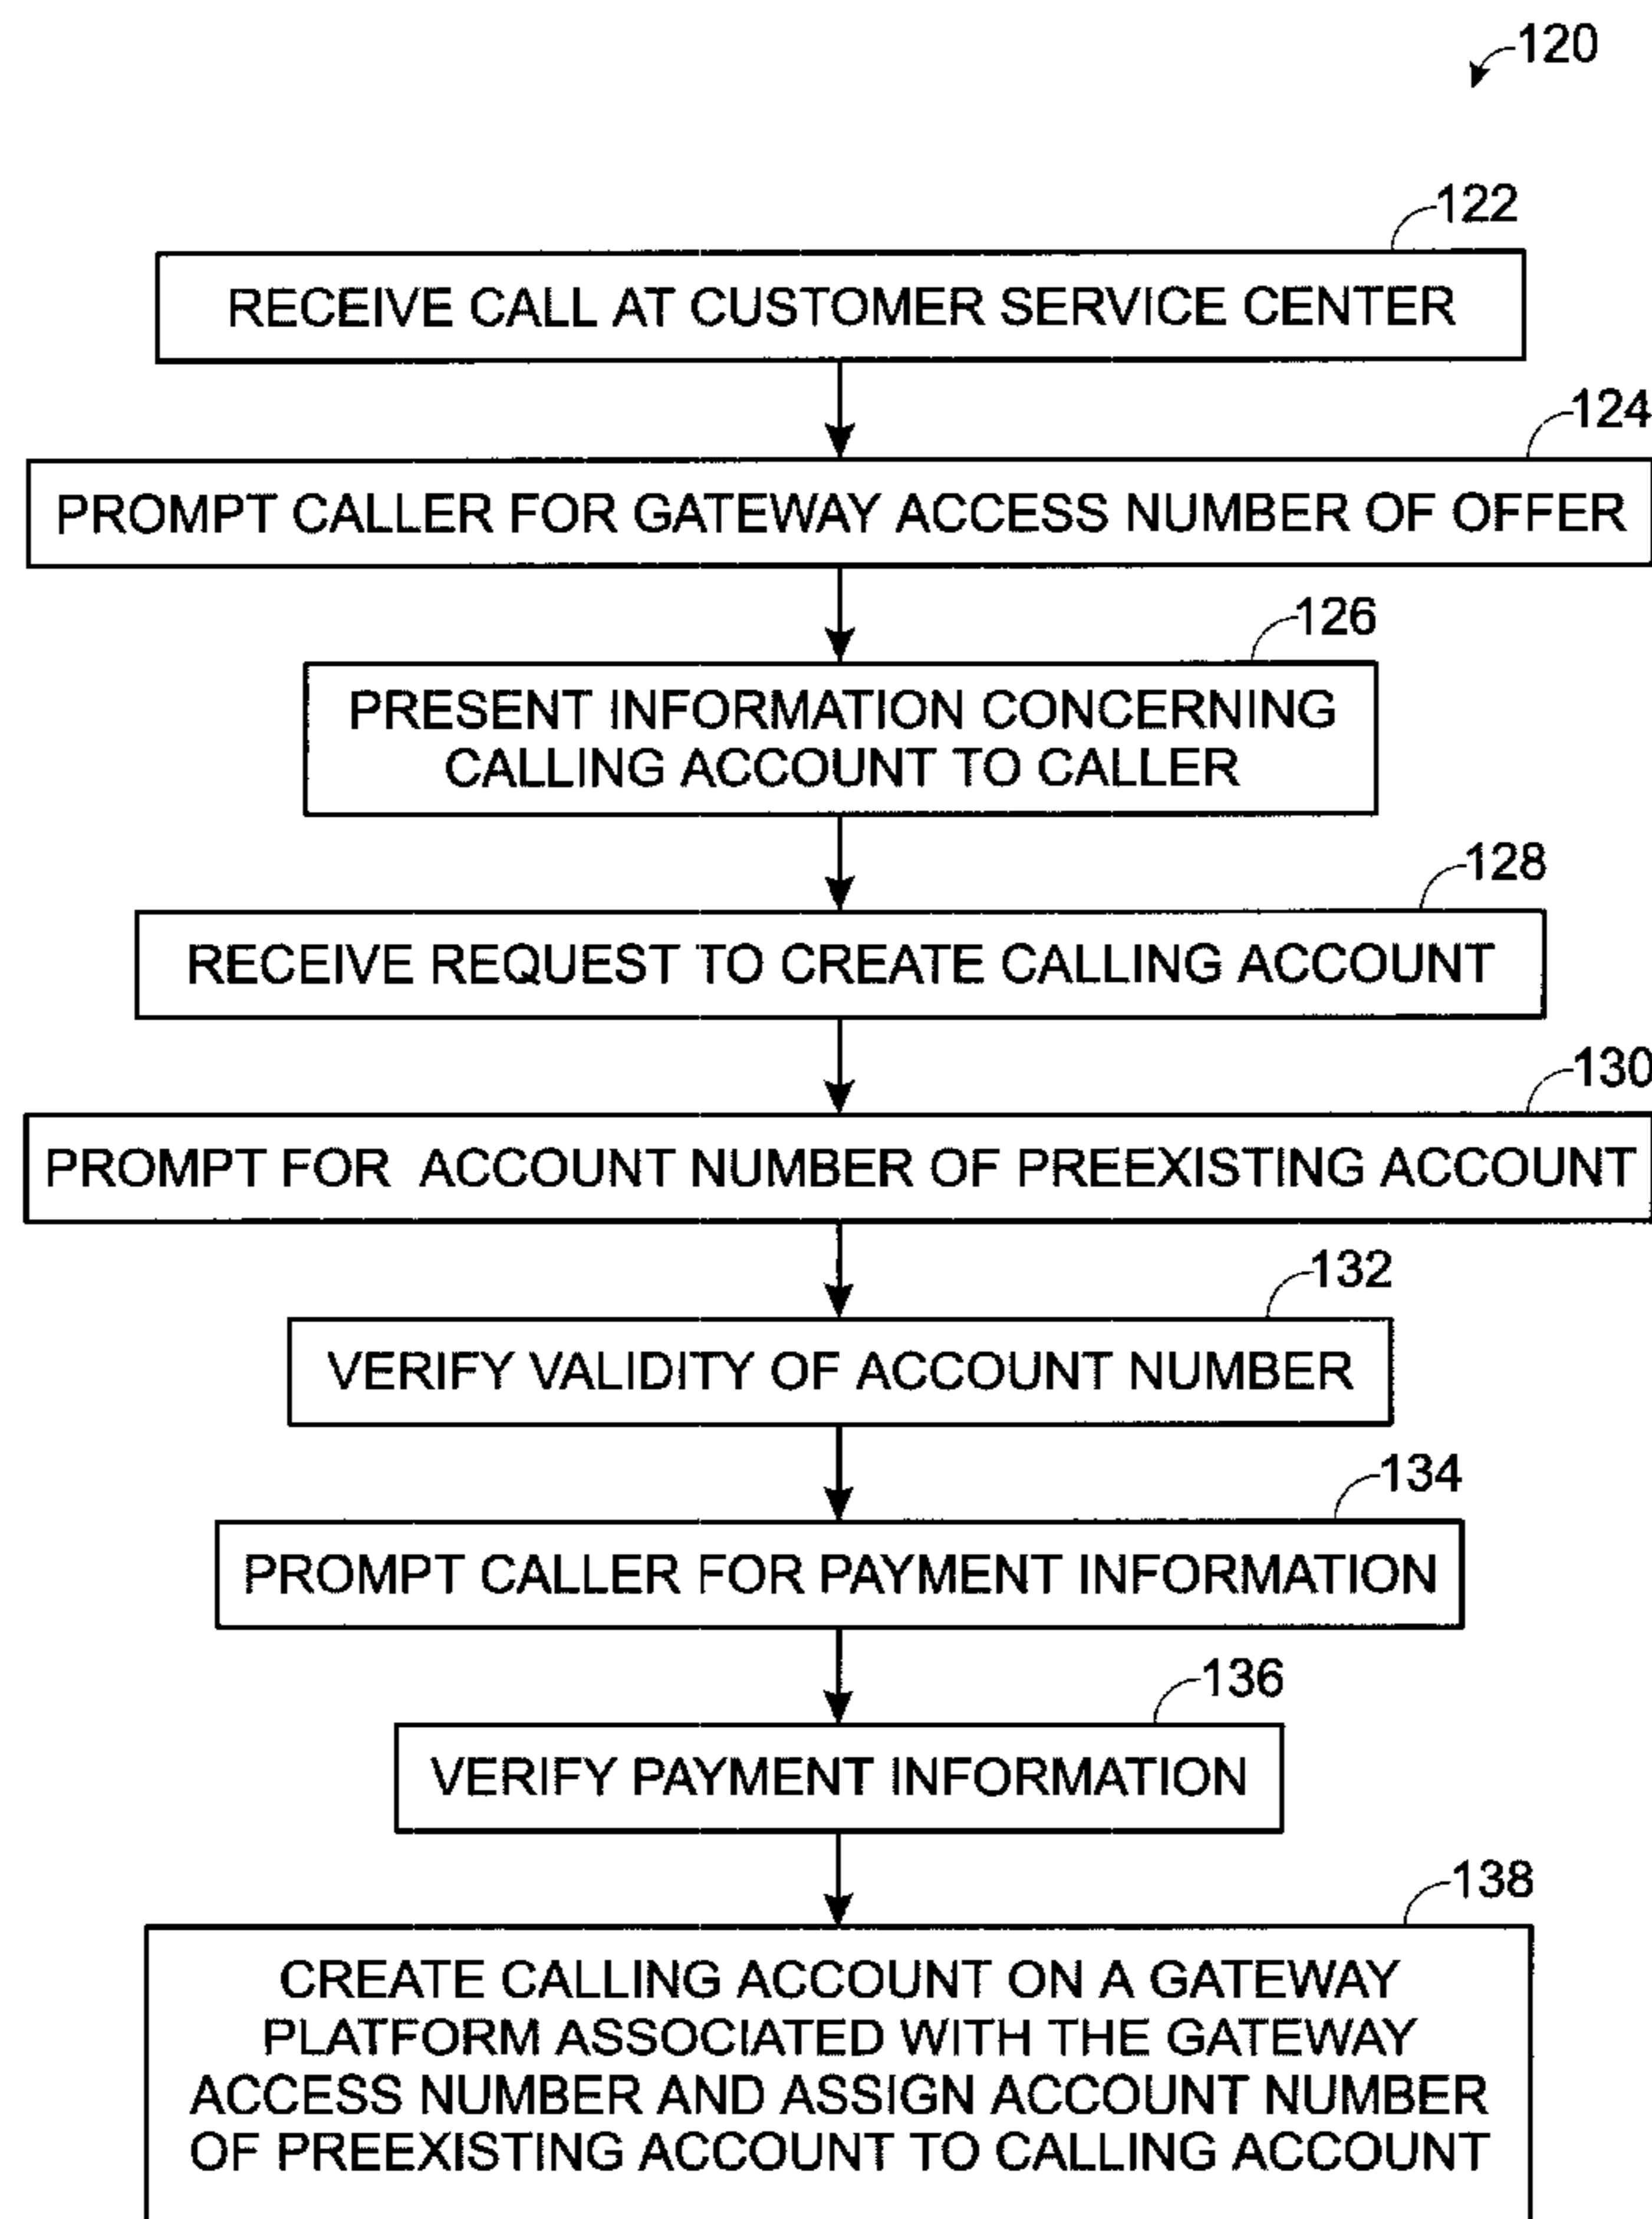 120
122
RECEIVE CALL AT CUSTOMER SERVICE CENTER
124
PROMPT CALLER FOR GATEWAY ACCESS NUMBER OF OFFER
126
PRESENT INFORMATION CONCERNING
CALLING ACCOUNT TO CALLER
128
RECEIVE REQUEST TO CREATE CALLING ACCOUNT
130
PROMPT FOR ACCOUNT NUMBER OF PREEXISTING ACCOUNT
132
VERIFY VALIDITY OF ACCOUNT NUMBER
134
PROMPT CALLER FOR PAYMENT INFORMATION
136
VERIFY PAYMENT INFORMATION
138
CREATE CALLING ACCOUNT ON A GATEWAY
PLATFORM ASSOCIATED WITH THE GATEWAY
ACCESS NUMBER AND ASSIGN ACCOUNT NUMBER
OF PREEXISTING ACCOUNT TO CALLING ACCOUNT